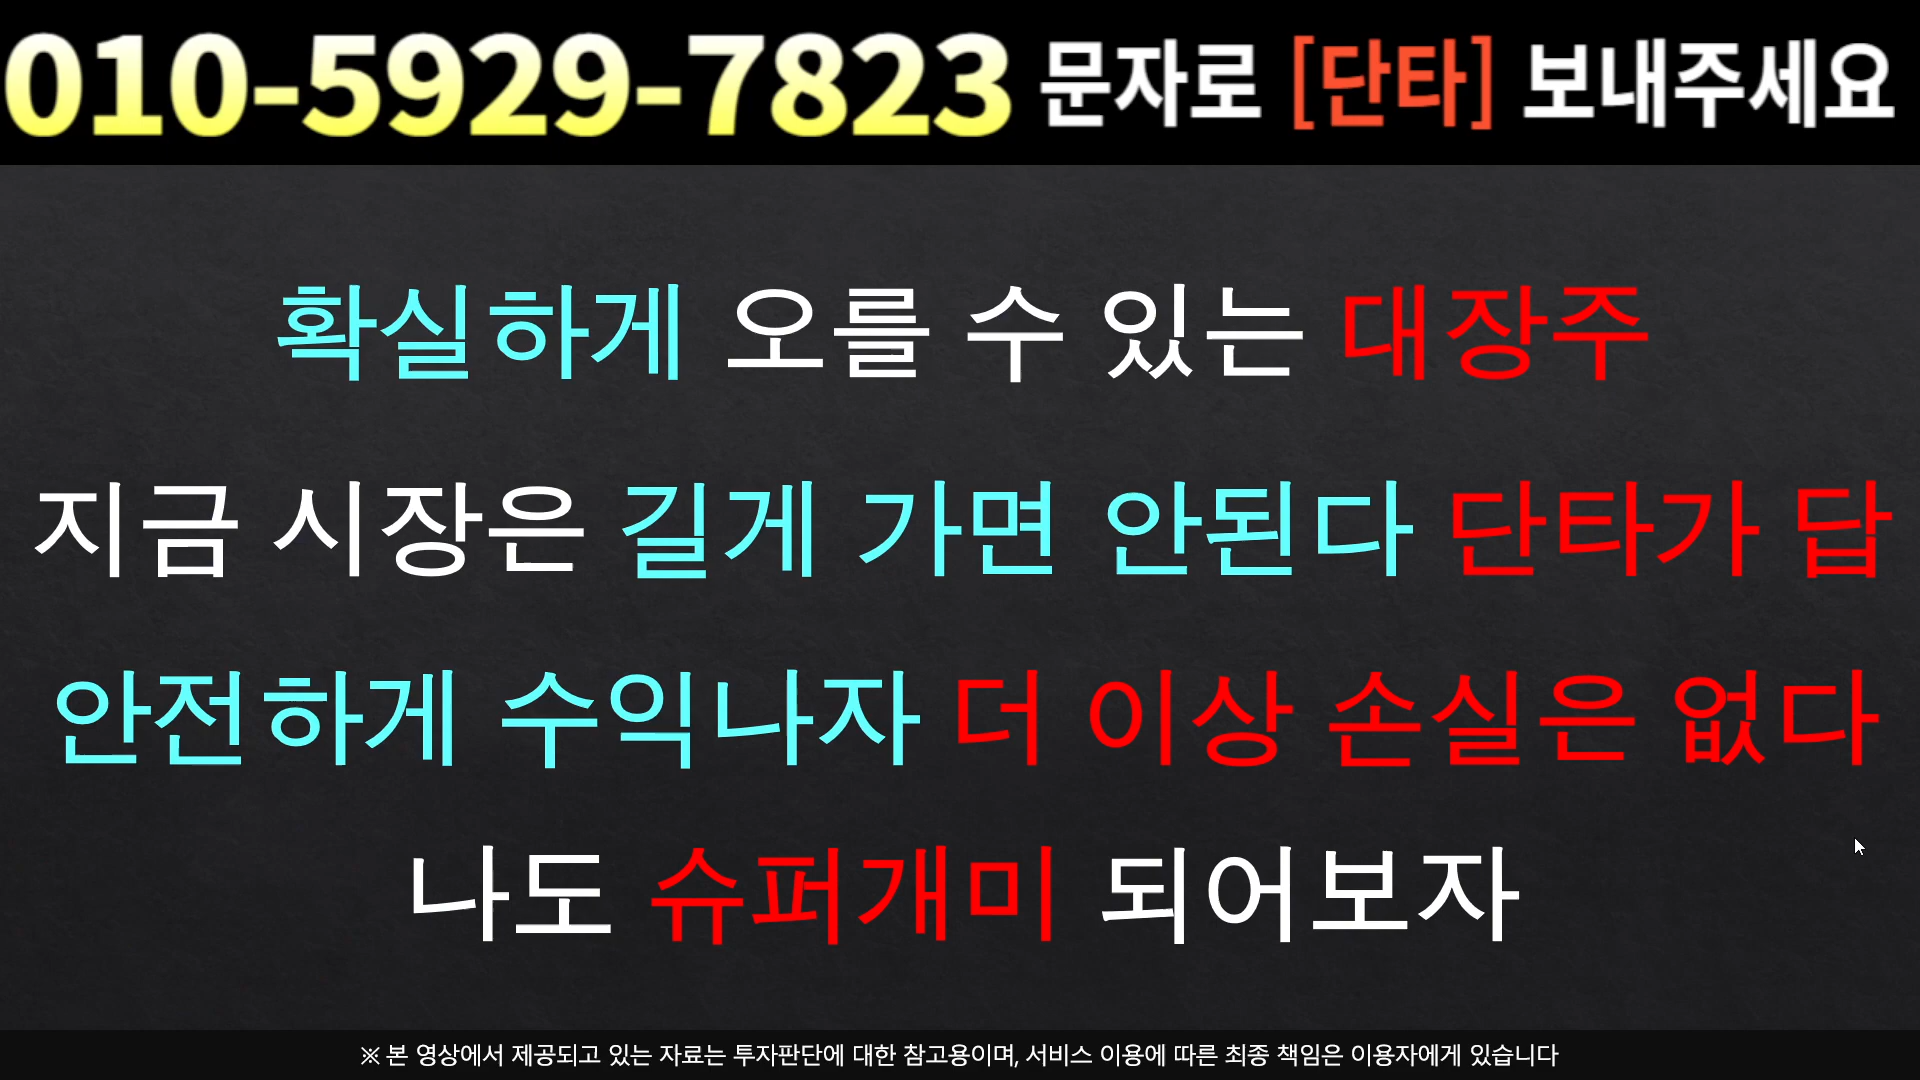 010-5929-7823 문자로 [단타] 보내주세요
확실하게 오를 수 있는 대장주
지금 시장은 길게 가면 안된다 단타가 답
안전하게 수익나자 더 이상 손실은 없다
나도 슈퍼개미 되어보자
※ 본 영상에서 제공되고 있는 자료는 투자판단에 대한 참고용이며, 서비스 이용에 따른 최종 책임은 이용자에게 있습니다